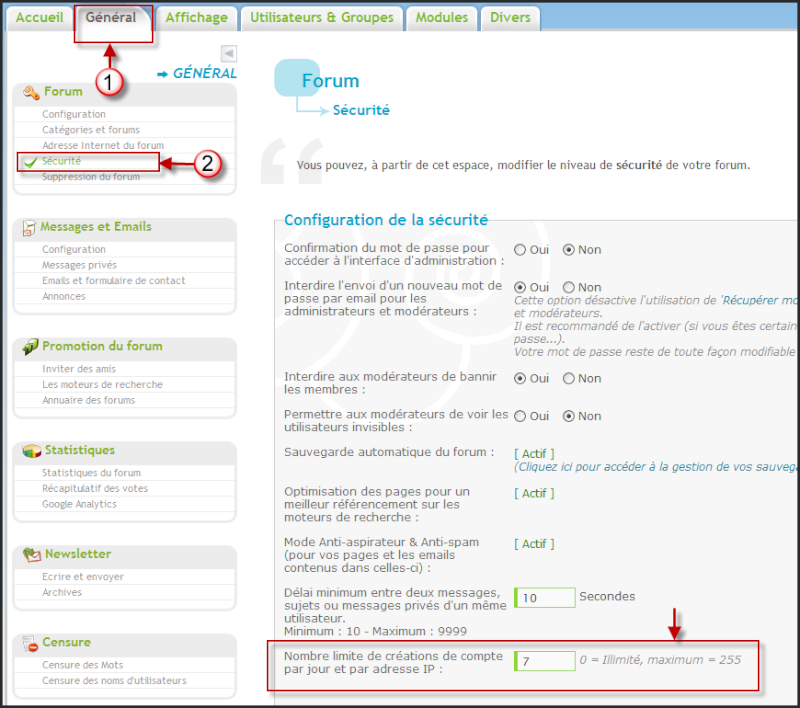 Accueil
Général
Affichage
Utilisateurs & Groupes
Modules
Divers
1
GÉNÉRAL
Forum
Configuration
Catégories et forums
Adresse Internet du forum
Sécurité
2
Suppression du forum
Messages et Emails
Configuration
Messages privés
Emails et formulaire de contact
Annonces
Promotion du forum
Inviter des amis
Les moteurs de recherche
Annuaire des forums
Statistiques
Statistiques du forum
Récapitulatif des votes
Google Analytics
Newsletter
Ecrire et envoyer
Archives
Censure
Censure des Mots
Censure des noms d'utilisateurs
Forum
Sécurité
Vous pouvez, à partir de cet espace, modifier le niveau de sécurité de votre forum.
Configuration de la sécurité
Confirmation du mot de passe pour
accéder à l'interface d'administration :
Oui Non
Interdire l'envoi d'un nouveau mot de
passe par email pour les
administrateurs et modérateurs :
Oui Non
Cette option désactive l'utilisation de 'Récupérer mo
et modérateurs.
Il est recommandé de l'activer (si vous êtes certain
passe...).
Votre mot de passe reste de toute façon modifiable
Interdire aux modérateurs de bannir
les membres :
Oui Non
Permettre aux modérateurs de voir les
utilisateurs invisibles :
Oui Non
Sauvegarde automatique du forum :
[ Actif ]
(Cliquez ici pour accéder à la gestion de vos sauvega
Optimisation des pages pour un
meilleur référencement sur les
moteurs de recherche :
[ Actif ]
Mode Anti-aspirateur & Anti-spam
(pour vos pages et les emails
contenus dans celles-ci) :
[ Actif ]
Délai minimum entre deux messages,
sujets ou messages privés d'un même
utilisateur.
Minimum : 10 - Maximum : 9999
10 Secondes
Nombre limite de créations de compte
par jour et par adresse IP :
7 0 = Illimité, maximum = 255